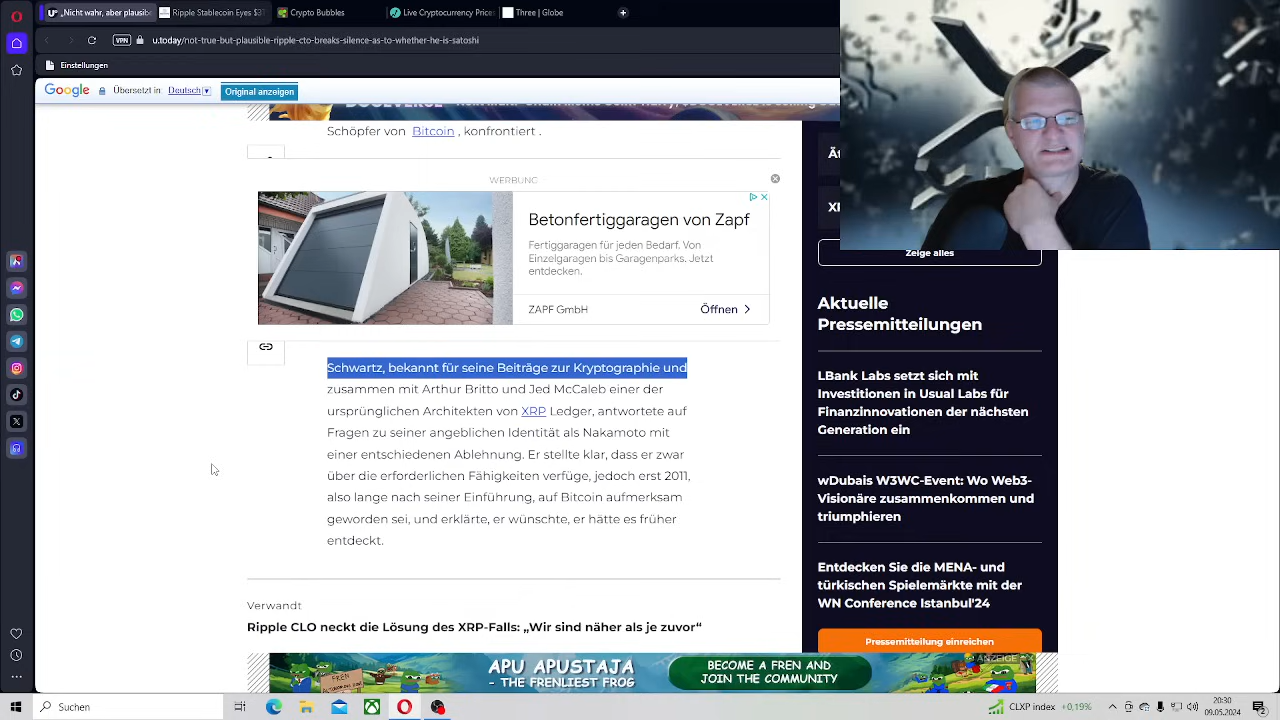 „Nicht wahr, aber plausib
Ripple Stablecoin Eyes $31
Crypto Bubbles
Live Cryptocurrency Price:
Three | Globe
VPN
u.today/not-true-but-plausible-ripple-cto-breaks-silence-as-to-whether-he-is-satoshi
Einstellungen
Google Übersetzt in: Deutsch Original anzeigen
Schöpfer von Bitcoin , konfrontiert .
WERBUNG
Betonfertiggaragen von Zapf
Fertiggaragen für jeden Bedarf. Von
Einzelgaragen bis Garagenparks. Jetzt
entdecken.
ZAPF GmbH
Öffnen
Schwartz, bekannt für seine Beiträge zur Kryptographie und
zusammen mit Arthur Britto und Jed McCaleb einer der
ursprünglichen Architekten von XRP Ledger, antwortete auf
Fragen zu seiner angeblichen Identität als Nakamoto mit
einer entschiedenen Ablehnung. Er stellte klar, dass er zwar
über die erforderlichen Fähigkeiten verfüge, jedoch erst 2011,
also lange nach seiner Einführung, auf Bitcoin aufmerksam
geworden sei, und erklärte, er wünschte, er hätte es früher
entdeckt.
Verwandt
Ripple CLO neckt die Lösung des XRP-Falls: „Wir sind näher als je zuvor“
Zeige alles
Aktuelle
Pressemitteilungen
LBank Labs setzt sich mit
Investitionen in Usual Labs für
Finanzinnovationen der nächsten
Generation ein
wDubais W3WC-Event: Wo Web3-
Visionäre zusammenkommen und
triumphieren
Entdecken Sie die MENA- und
türkischen Spielemärkte mit der
WN Conference Istanbul'24
Pressemitteilung einreichen
APU APUSTAJA
- THE FRENLIEST FROG
BECOME A FREN AND
JOIN THE COMMUNITY
ANZEIGE
Suchen
CLXP index +0,19%
20:30
09.05.2024